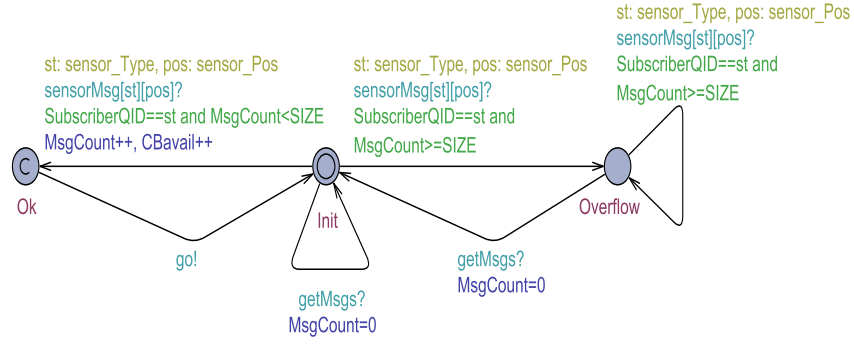 st: sensor_Type, pos: sensor_Pos
sensorMsg[st][pos]?
SubscriberQID==st and
MsgCount>=SIZE
st: sensor_Type, pos: sensor_Pos
sensorMsg[st][pos]?
SubscriberQID==st and MsgCount<SIZE
MsgCount++, CBavail++
st: sensor_Type, pos: sensor_Pos
sensorMsg[st][pos]?
SubscriberQID==st and
MsgCount>=SIZE
C
Ok
Init
Overflow
go!
getMsgs?
MsgCount=0
getMsgs?
MsgCount=0